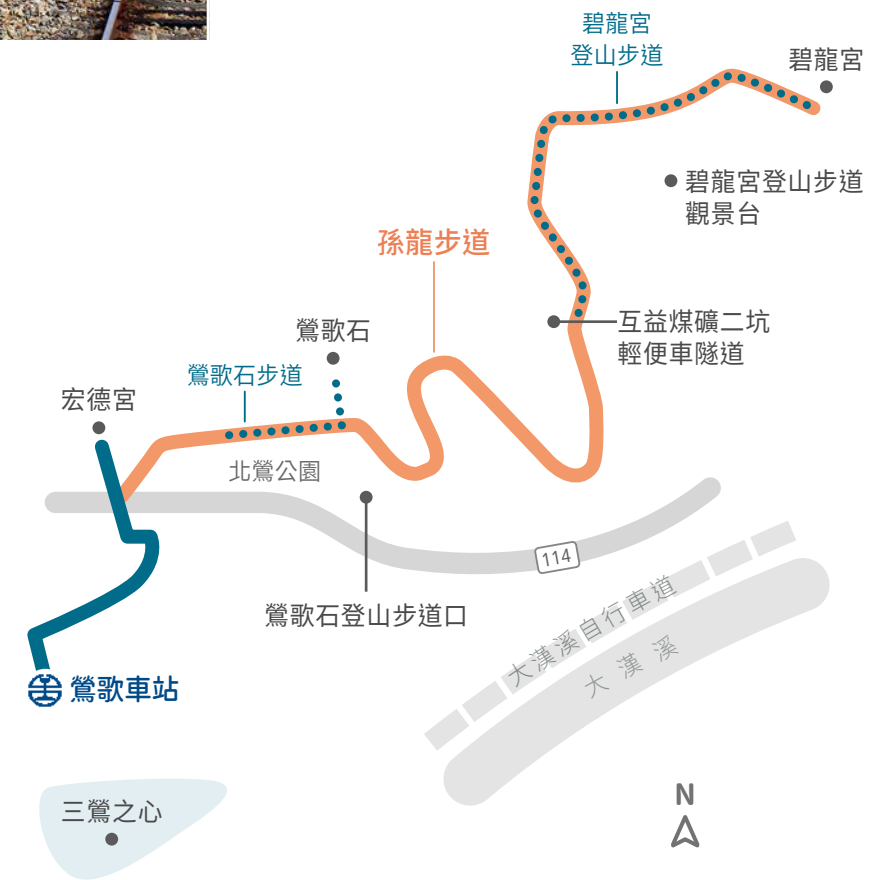 碧龍宮
登山步道
碧龍宮
碧龍宮登山步道
觀景台
孫龍步道
鶯歌石
互益煤礦二坑
輕便車隧道
鶯歌石步道
宏德宮
北鶯公園
114
鶯歌石登山步道口
大漢溪自行車道
大漢溪
鶯歌車站
三鶯之心
N